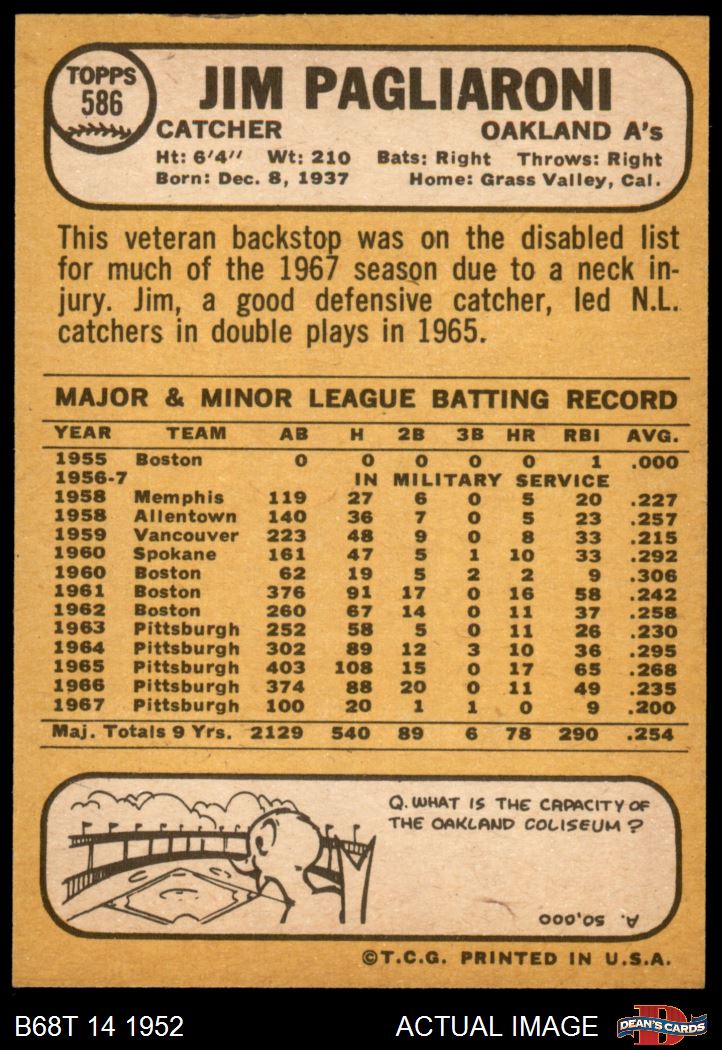 TOPPS
586
JIM PAGLIARONI
CATCHER OAKLAND A's
Ht: 6'4" Wt: 210 Bats: Right Throws: Right
Born: Dec. 8, 1937 Home: Grass Valley, Cal.
This veteran backstop was on the disabled list
for much of the 1967 season due to a neck in-
jury. Jim, a good defensive catcher, led N.L.
catchers in double plays in 1965.
MAJOR & MINOR LEAGUE BATTING RECORD
YEAR TEAM AB H 2B 3B HR RBI AVG.
1955 Boston 0 0 0 0 0 1 .000
1956-7 IN MILITARY SERVICE
1958 Memphis 119 27 6 0 5 20 .227
1958 Allentown 140 36 7 0 5 23 .257
1959 Vancouver 223 48 9 0 8 33 .215
1960 Spokane 161 47 5 1 10 33 .292
1960 Boston 62 19 5 2 2 9 .306
1961 Boston 376 91 17 0 16 58 .242
1962 Boston 260 67 14 0 11 37 .258
1963 Pittsburgh 252 58 5 0 11 26 .230
1964 Pittsburgh 302 89 12 3 10 36 .295
1965 Pittsburgh 403 108 15 0 17 65 .268
1966 Pittsburgh 374 88 20 0 11 49 .235
1967 Pittsburgh 100 20 1 1 0 9 .200
Maj. Totals 9 Yrs. 2129 540 89 6 78 290 .254
Q. WHAT IS THE CAPACITY OF
THE OAKLAND COLISEUM?
A. 50,000
©T.C.G. PRINTED IN U.S.A.
B68T 14 1952 ACTUAL IMAGE D DEAN'S CARDS